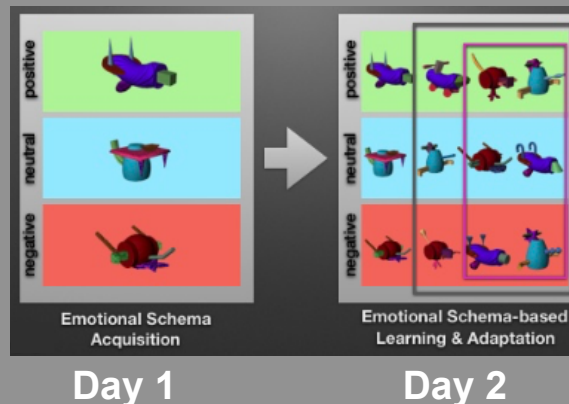 positive
neutral
negative
Emotional Schema
Acquisition
positive
neutral
negative
Emotional Schema-based
Learning & Adaptation
Day 1
Day 2